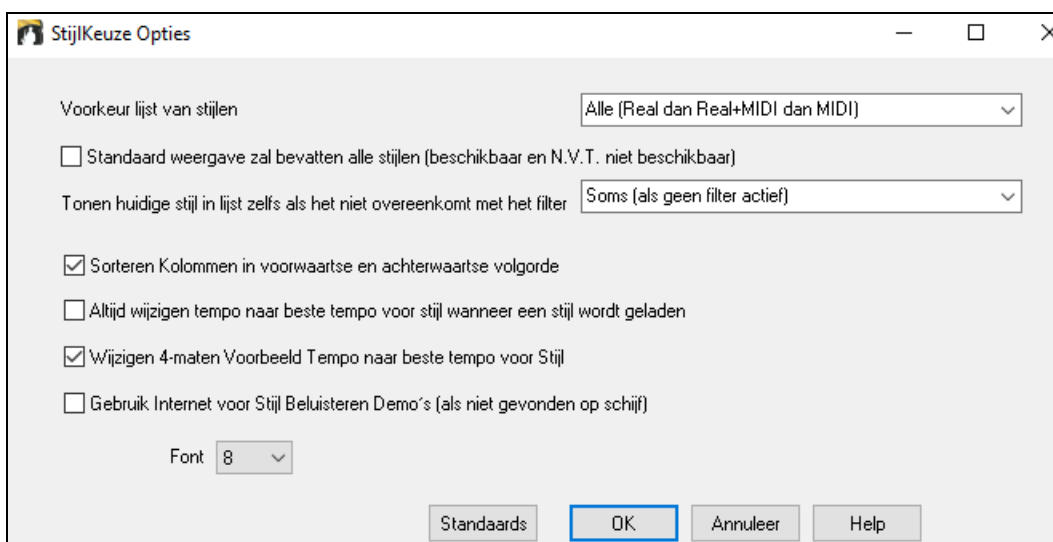 StijlKeuze Opties
Voorkeur lijst van stijlen
Alle (Real dan Real+MIDI dan MIDI)
Standaard weergave zal bevatten alle stijlen (beschikbaar en N.V.T. niet beschikbaar)
Tonen huidige stijl in lijst zelfs als het niet overeenkomt met het filter
Soms (als geen filter actief)
Sorteren Kolommen in voorwaartse en achterwaartse volgorde
Altijd wijzigen tempo naar beste tempo voor stijl wanneer een stijl wordt geladen
Wijzigen 4-maten Voorbeeld Tempo naar beste tempo voor Stijl
Gebruik Internet voor Stijl Beluisteren Demo´s (als niet gevonden op schijf)
Font 8
Standaards OK Annuleer Help